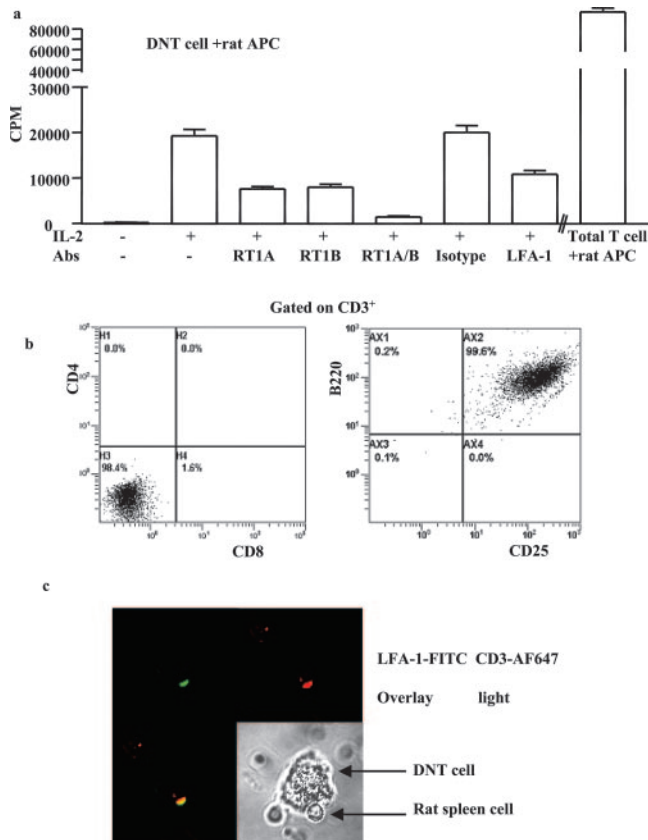 a
DNT cell +rat APC
80000
60000
40000
30000
20000
10000
0
CPM
IL-2 - + + + + + + Total T cell
Abs - - RT1A RT1B RT1A/B Isotype LFA-1 +rat APC
Gated on CD3+
b
H1
0.0%
H2
0.0%
H3
98.4%
H4
1.6%
CD4
CD8
AX1
0.2%
AX2
99.6%
AX3
0.1%
AX4
0.0%
B220
CD25
c
LFA-1-FITC CD3-AF647
Overlay light
DNT cell
Rat spleen cell